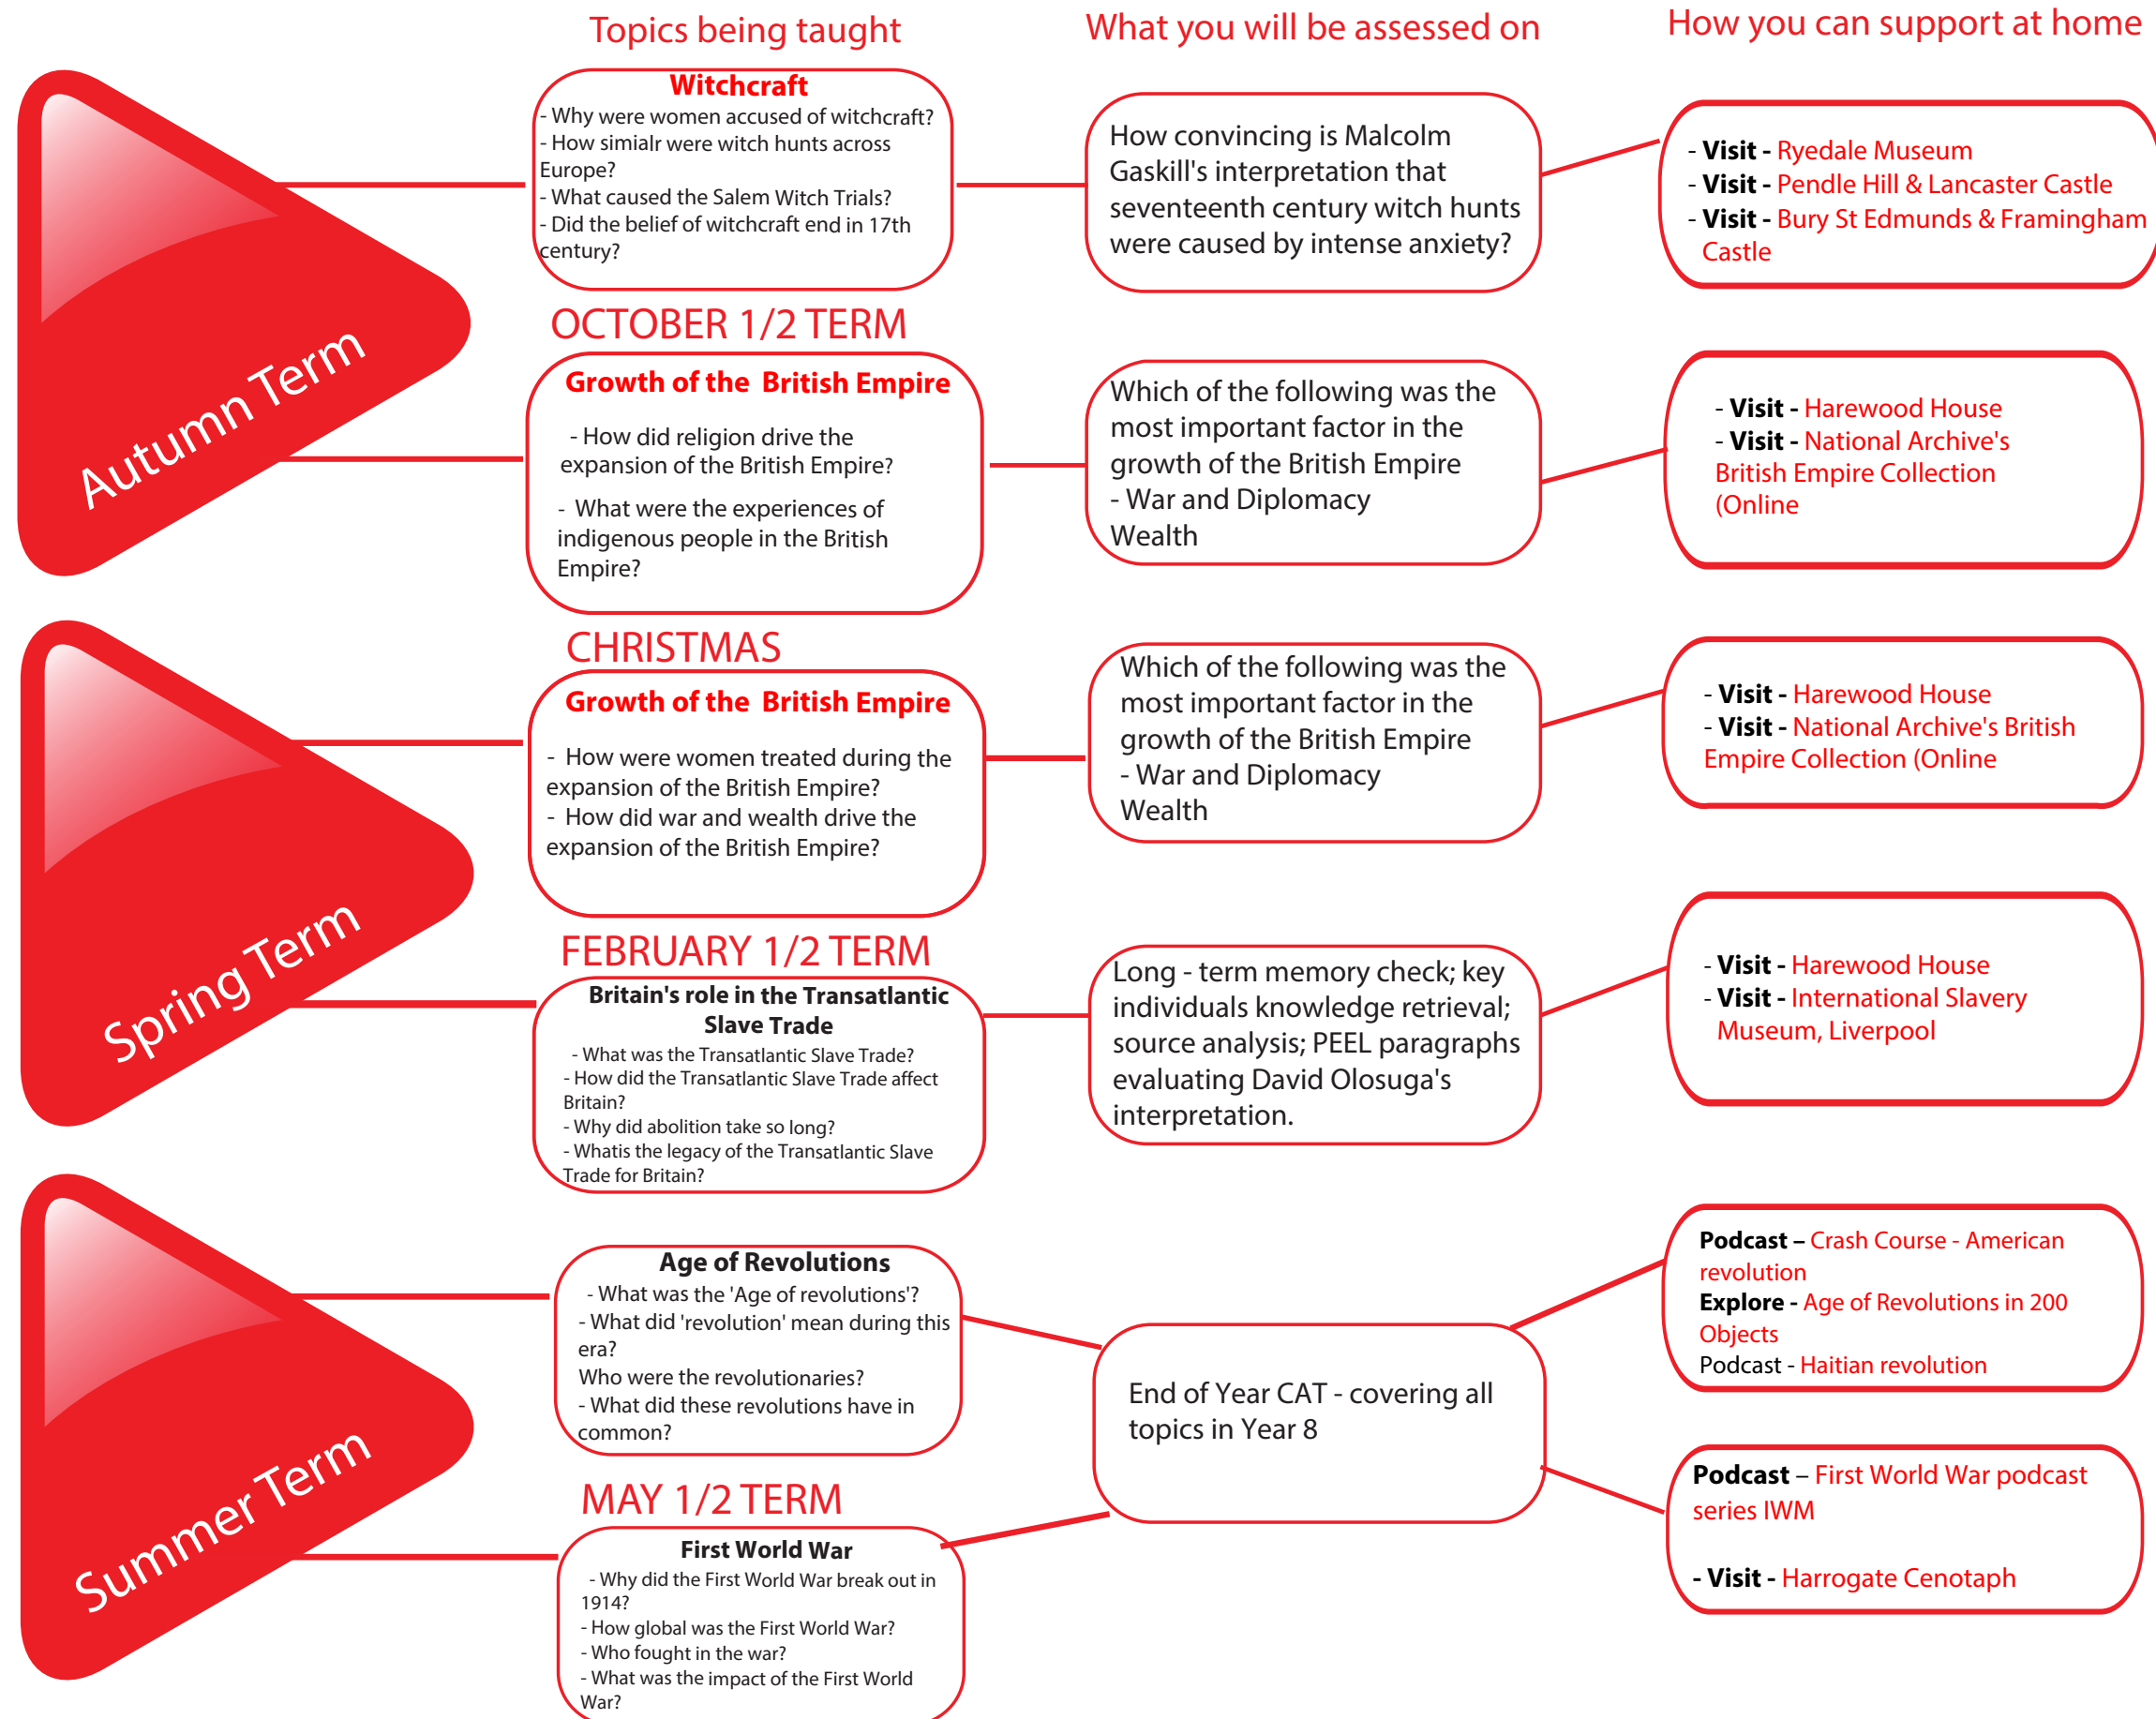 Topics being taught
What you will be assessed on
How you can support at home
Autumn Term
Witchcraft
- Why were women accused of witchcraft?
- How simialr were witch hunts across
Europe?
- What caused the Salem Witch Trials?
- Did the belief of witchcraft end in 17th
century?
How convincing is Malcolm
Gaskill's interpretation that
seventeenth century witch hunts
were caused by intense anxiety?
- Visit - Ryedale Museum
- Visit - Pendle Hill & Lancaster Castle
- Visit - Bury St Edmunds & Framingham
Castle
OCTOBER 1/2 TERM
Growth of the British Empire
- How did religion drive the
expansion of the British Empire?
- What were the experiences of
indigenous people in the British
Empire?
Which of the following was the
most important factor in the
growth of the British Empire
- War and Diplomacy
Wealth
- Visit - Harewood House
- Visit - National Archive's
British Empire Collection
(Online
CHRISTMAS
Spring Term
Growth of the British Empire
- How were women treated during the
expansion of the British Empire?
- How did war and wealth drive the
expansion of the British Empire?
Which of the following was the
most important factor in the
growth of the British Empire
- War and Diplomacy
Wealth
- Visit - Harewood House
- Visit - National Archive's British
Empire Collection (Online
FEBRUARY 1/2 TERM
Britain's role in the Transatlantic
Slave Trade
- What was the Transatlantic Slave Trade?
- How did the Transatlantic Slave Trade affect
Britain?
- Why did abolition take so long?
- Whatis the legacy of the Transatlantic Slave
Trade for Britain?
Long - term memory check; key
individuals knowledge retrieval;
source analysis; PEEL paragraphs
evaluating David Olosuga's
interpretation.
- Visit - Harewood House
- Visit - International Slavery
Museum, Liverpool
Summer Term
Age of Revolutions
- What was the 'Age of revolutions'?
- What did 'revolution' mean during this
era?
Who were the revolutionaries?
- What did these revolutions have in
common?
End of Year CAT - covering all
topics in Year 8
Podcast – Crash Course - American
revolution
Explore - Age of Revolutions in 200
Objects
Podcast - Haitian revolution
MAY 1/2 TERM
First World War
- Why did the First World War break out in
1914?
- How global was the First World War?
- Who fought in the war?
- What was the impact of the First World
War?
Podcast – First World War podcast
series IWM
- Visit - Harrogate Cenotaph